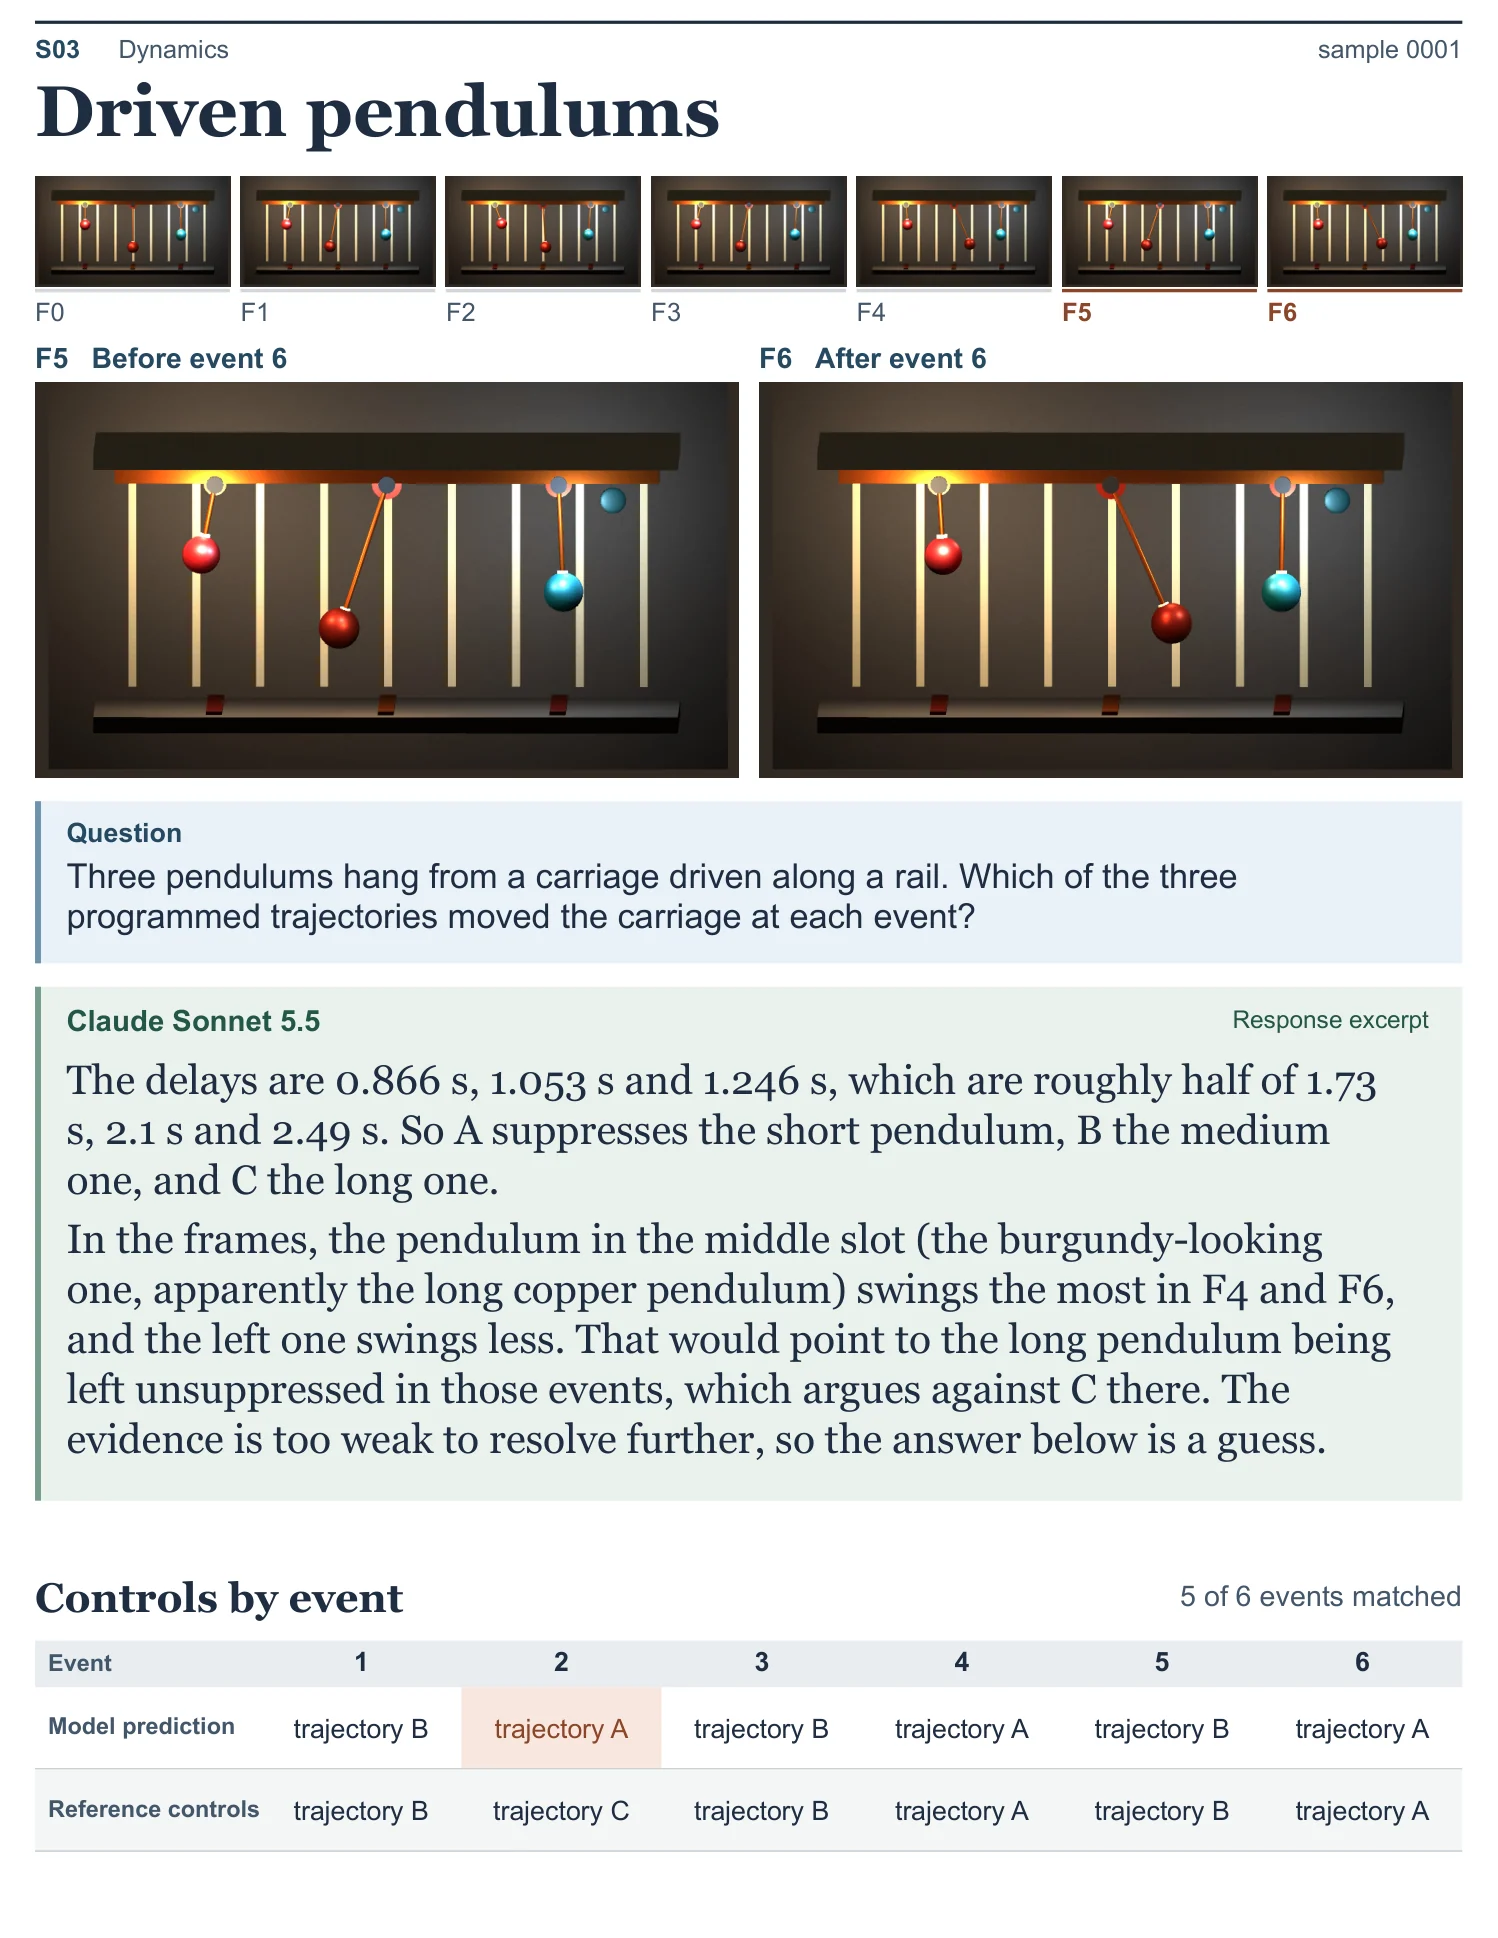 S03 Dynamics sample 0001
Driven pendulums
F0 F1 F2 F3 F4 F5 F6
F5 Before event 6 F6 After event 6
Question
Three pendulums hang from a carriage driven along a rail. Which of the three
programmed trajectories moved the carriage at each event?
Claude Sonnet 5.5 Response excerpt
The delays are 0.866 s, 1.053 s and 1.246 s, which are roughly half of 1.73
s, 2.1 s and 2.49 s. So A suppresses the short pendulum, B the medium
one, and C the long one.
In the frames, the pendulum in the middle slot (the burgundy-looking
one, apparently the long copper pendulum) swings the most in F4 and F6,
and the left one swings less. That would point to the long pendulum being
left unsuppressed in those events, which argues against C there. The
evidence is too weak to resolve further, so the answer below is a guess.
Controls by event 5 of 6 events matched
Event 1 2 3 4 5 6
Model prediction trajectory B trajectory A trajectory B trajectory A trajectory B trajectory A
Reference controls trajectory B trajectory C trajectory B trajectory A trajectory B trajectory A